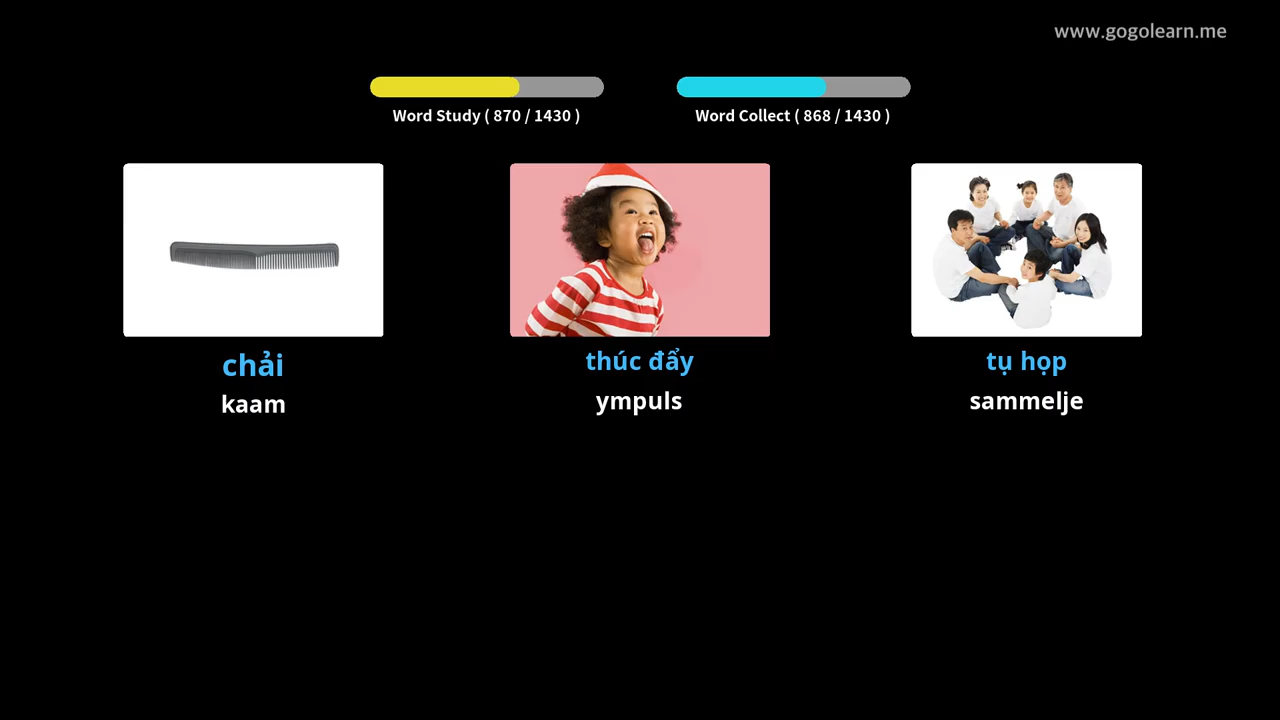 www.gogolearn.me
Word Study ( 870 / 1430 )
Word Collect ( 868 / 1430 )
chải
thúc đẩy
tụ họp
kaam
ympuls
sammelje